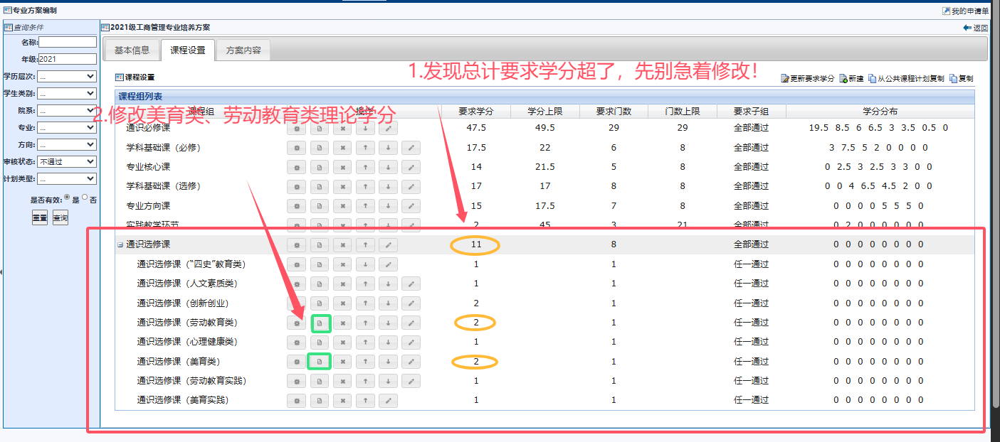 专业方案编制
我的申请单
查询条件
2021级工商管理专业培养方案
返回
名称:
年级: 2021
学历层次: ...
学生类别: ...
院系: ...
专业: ...
方向: ...
审核状态: 不通过
计划类型: ...
是否有效: 是 否
重置 查询
基本信息 课程设置 方案内容
1.发现总计要求学分超了，先别急着修改！
课程设置
更新要求学分 新建 从公共课程计划复制 复制
课程组列表
2.修改美育类、劳动教育类理论学分
课程组 操作 要求学分 学分上限 要求门数 门数上限 要求子组 学分分布
通识必修课 47.5 49.5 29 29 全部通过 19.5 8.5 6 6.5 3 3.5 0.5 0
学科基础课（必修） 17.5 22 6 8 全部通过 3 7.5 5 2 0 0 0 0
专业核心课 14 21.5 5 8 全部通过 0 2.5 3 2.5 3 3 0 0
学科基础课（选修） 17 17 8 8 全部通过 0 0 4 6.5 4.5 2 0 0
专业方向课 15 17.5 7 8 全部通过 0 0 0 0 5 5 5 0
实践教学环节 2 45 3 21 全部通过 0 2 0 0 0 0 0 0
通识选修课 11 8 全部通过 0 0 0 0 0 0 0 0
通识选修课（“四史”教育类） 1 1 任一通过 0 0 0 0 0 0 0 0
通识选修课（人文素质类） 1 1 任一通过 0 0 0 0 0 0 0 0
通识选修课（创新创业） 2 1 任一通过 0 0 0 0 0 0 0 0
通识选修课（劳动教育类） 2 1 任一通过 0 0 0 0 0 0 0 0
通识选修课（心理健康类） 1 1 任一通过 0 0 0 0 0 0 0 0
通识选修课（美育类） 2 1 任一通过 0 0 0 0 0 0 0 0
通识选修课（劳动教育实践） 1 1 任一通过 0 0 0 0 0 0 0 0
通识选修课（美育实践） 1 1 任一通过 0 0 0 0 0 0 0 0